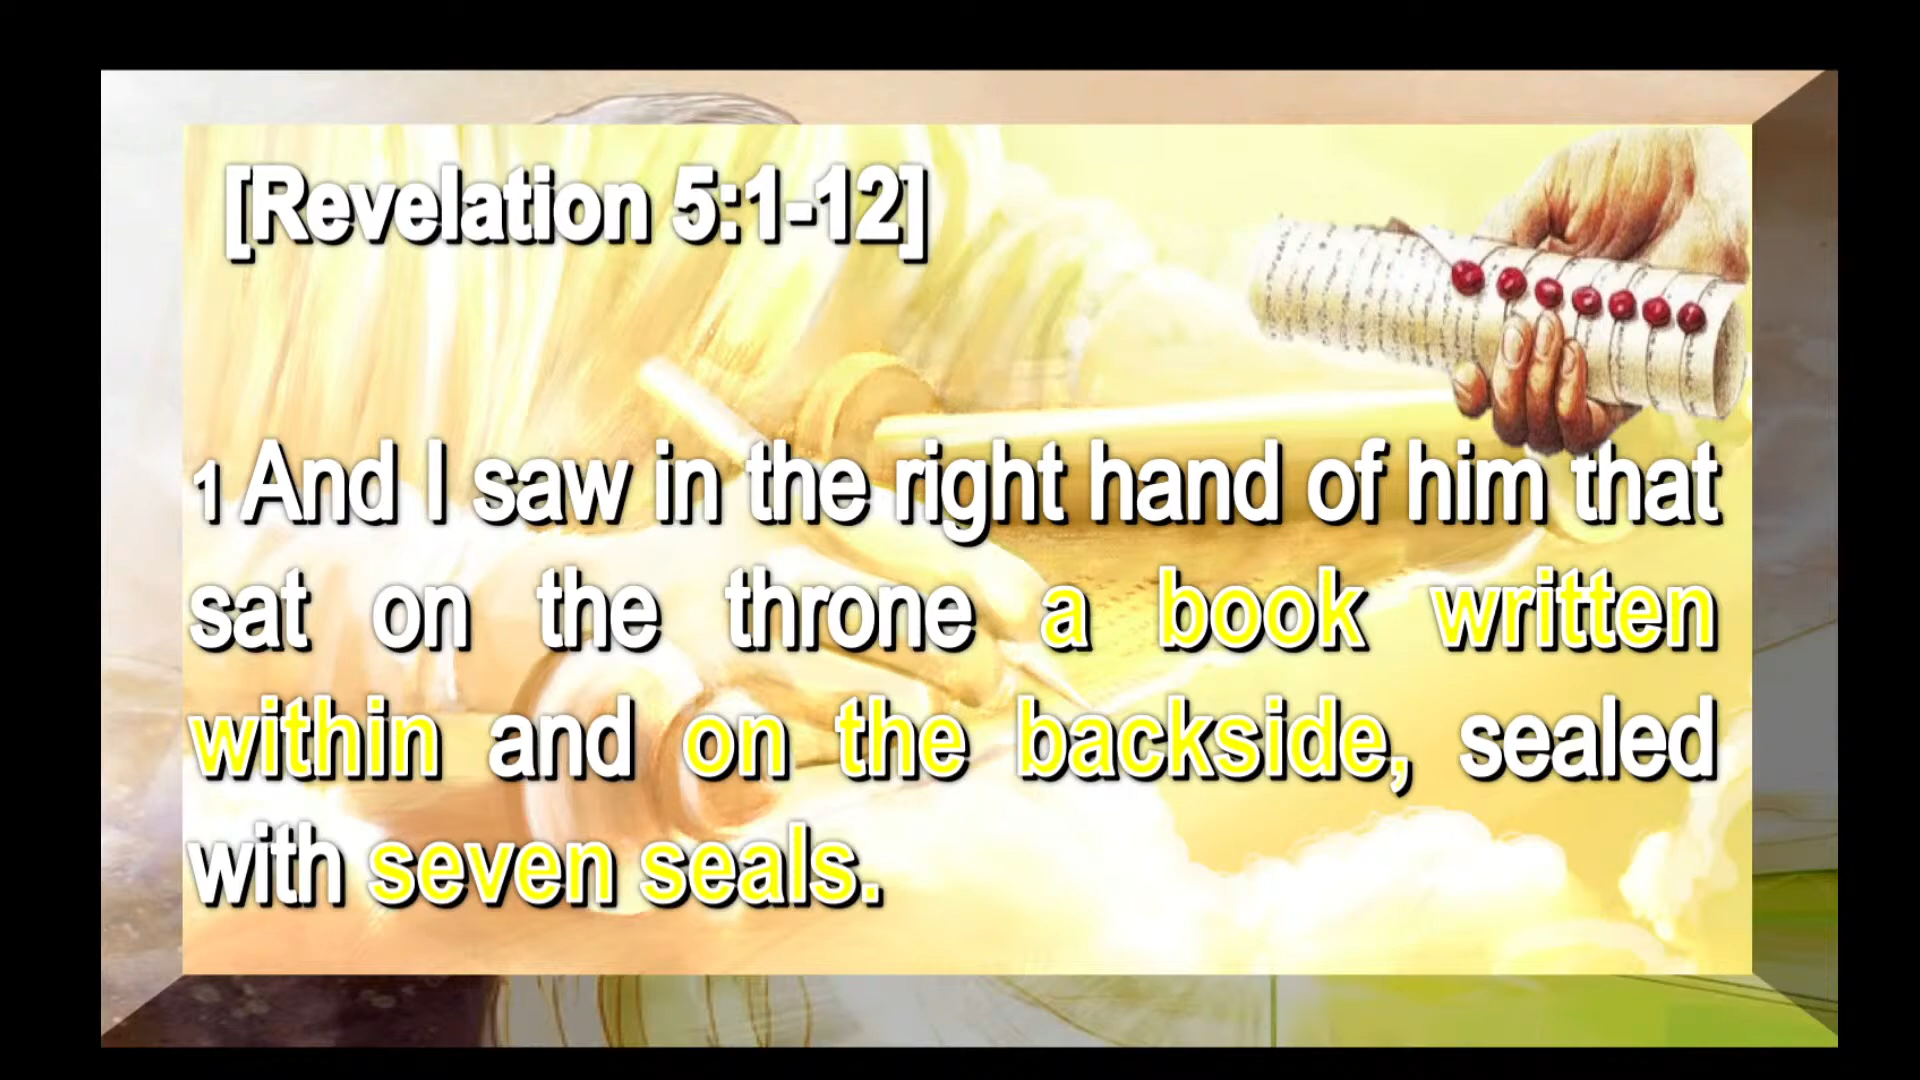 [Revelation 5:1-12]
1 And I saw in the right hand of him that
sat on the throne a book written
within and on the backside, sealed
with seven seals.